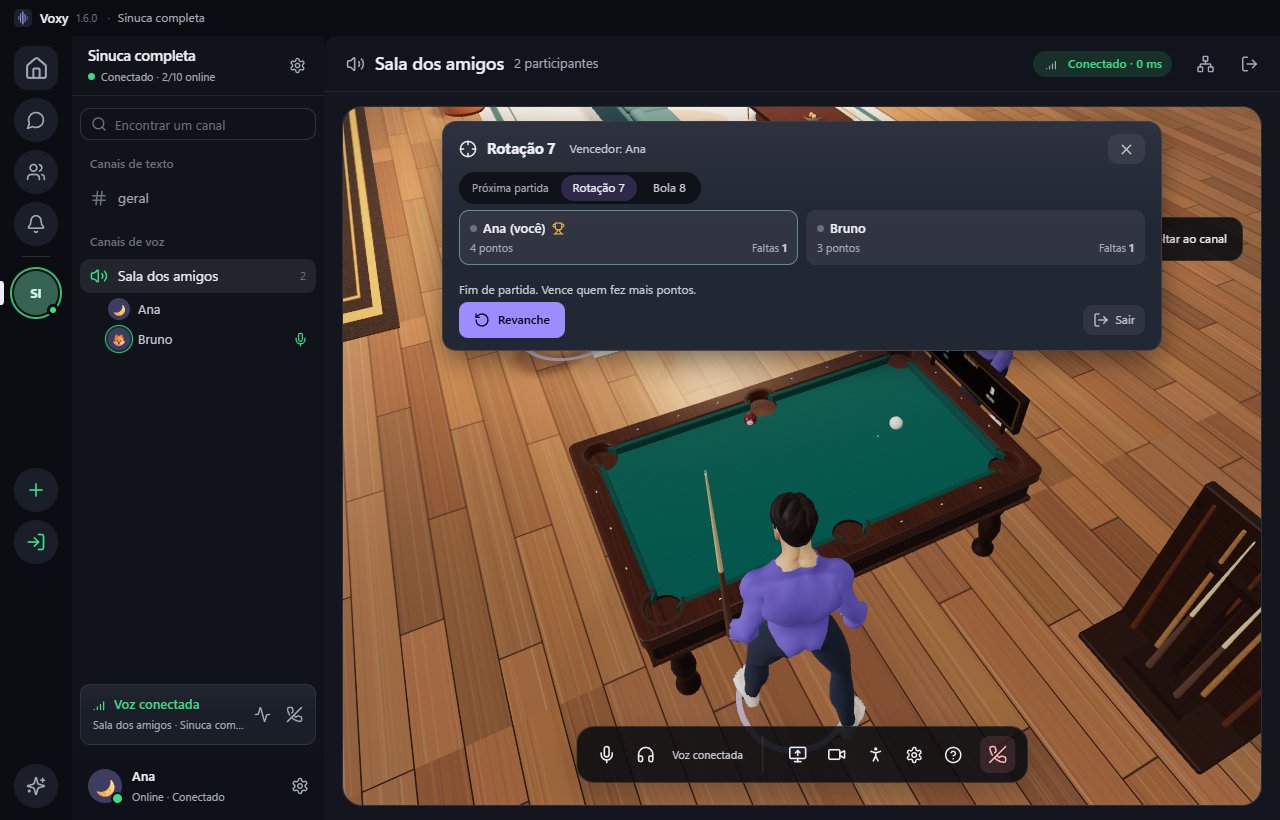 Voxy 1.6.0 · Sinuca completa
Sinuca completa
Conectado · 2/10 online
Encontrar um canal
Canais de texto
# geral
Canais de voz
Sala dos amigos 2
Ana
Bruno
Voz conectada
Sala dos amigos · Sinuca com...
Ana
Online · Conectado
SI
Sala dos amigos 2 participantes
Conectado · 0 ms
Rotação 7 Vencedor: Ana
Próxima partida Rotação 7 Bola 8
Ana (você)
4 pontos Faltas 1
Bruno
3 pontos Faltas 1
ltar ao canal
Fim de partida. Vence quem fez mais pontos.
Revanche
Sair
Voz conectada